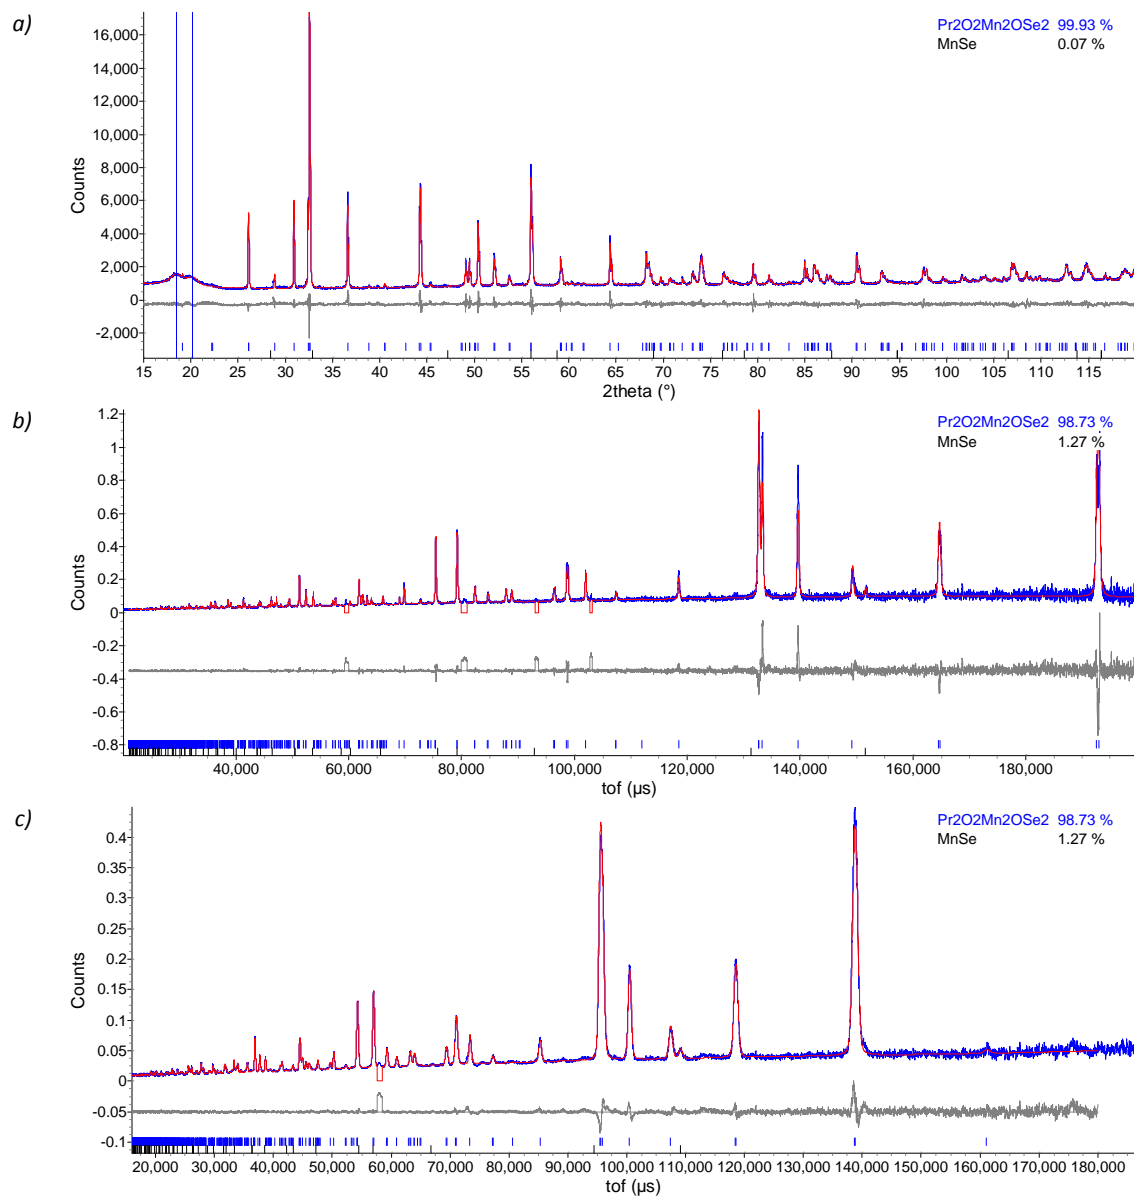 a)
Pr2O2Mn2OSe2 99.93 %
MnSe 0.07 %
Counts
16,000
14,000
12,000
10,000
8,000
6,000
4,000
2,000
0
-2,000
15 20 25 30 35 40 45 50 55 60 65 70 75 80 85 90 95 100 105 110 115
2theta (°)
b)
Pr2O2Mn2OSe2 98.73 %
MnSe 1.27 %
Counts
1.2
1
0.8
0.6
0.4
0.2
0
-0.2
-0.4
-0.6
-0.8
40,000 60,000 80,000 100,000 120,000 140,000 160,000 180,000
tof (µs)
c)
Pr2O2Mn2OSe2 98.73 %
MnSe 1.27 %
Counts
0.4
0.35
0.3
0.25
0.2
0.15
0.1
0.05
0
-0.05
-0.1
20,000 30,000 40,000 50,000 60,000 70,000 80,000 90,000 100,000 110,000 120,000 130,000 140,000 150,000 160,000 170,000 180,000
tof (µs)